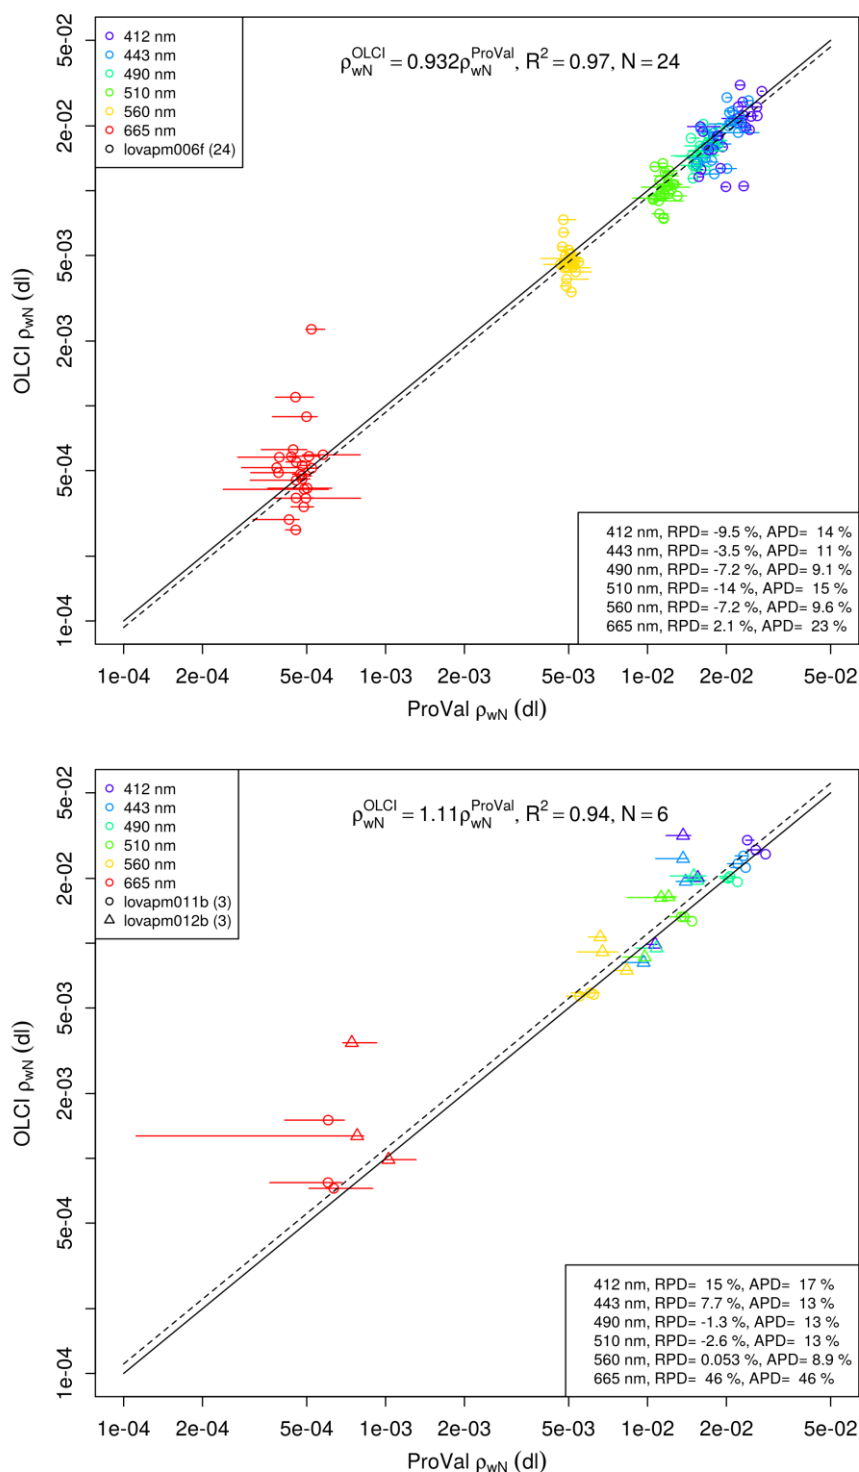 412 nm
443 nm
490 nm
510 nm
560 nm
665 nm
lovapm006f (24)
ρ_wN^OLCI = 0.932ρ_wN^ProVal, R² = 0.97, N = 24
OLCI ρ_wN (dl)
5e-02
2e-02
5e-03
2e-03
5e-04
1e-04
412 nm, RPD= -9.5 %, APD= 14 %
443 nm, RPD= -3.5 %, APD= 11 %
490 nm, RPD= -7.2 %, APD= 9.1 %
510 nm, RPD= -14 %, APD= 15 %
560 nm, RPD= -7.2 %, APD= 9.6 %
665 nm, RPD= 2.1 %, APD= 23 %
1e-04 2e-04 5e-04 1e-03 2e-03 5e-03 1e-02 2e-02 5e-02
ProVal ρ_wN (dl)
412 nm
443 nm
490 nm
510 nm
560 nm
665 nm
lovapm011b (3)
lovapm012b (3)
ρ_wN^OLCI = 1.11ρ_wN^ProVal, R² = 0.94, N = 6
OLCI ρ_wN (dl)
5e-02
2e-02
5e-03
2e-03
5e-04
1e-04
412 nm, RPD= 15 %, APD= 17 %
443 nm, RPD= 7.7 %, APD= 13 %
490 nm, RPD= -1.3 %, APD= 13 %
510 nm, RPD= -2.6 %, APD= 13 %
560 nm, RPD= 0.053 %, APD= 8.9 %
665 nm, RPD= 46 %, APD= 46 %
1e-04 2e-04 5e-04 1e-03 2e-03 5e-03 1e-02 2e-02 5e-02
ProVal ρ_wN (dl)